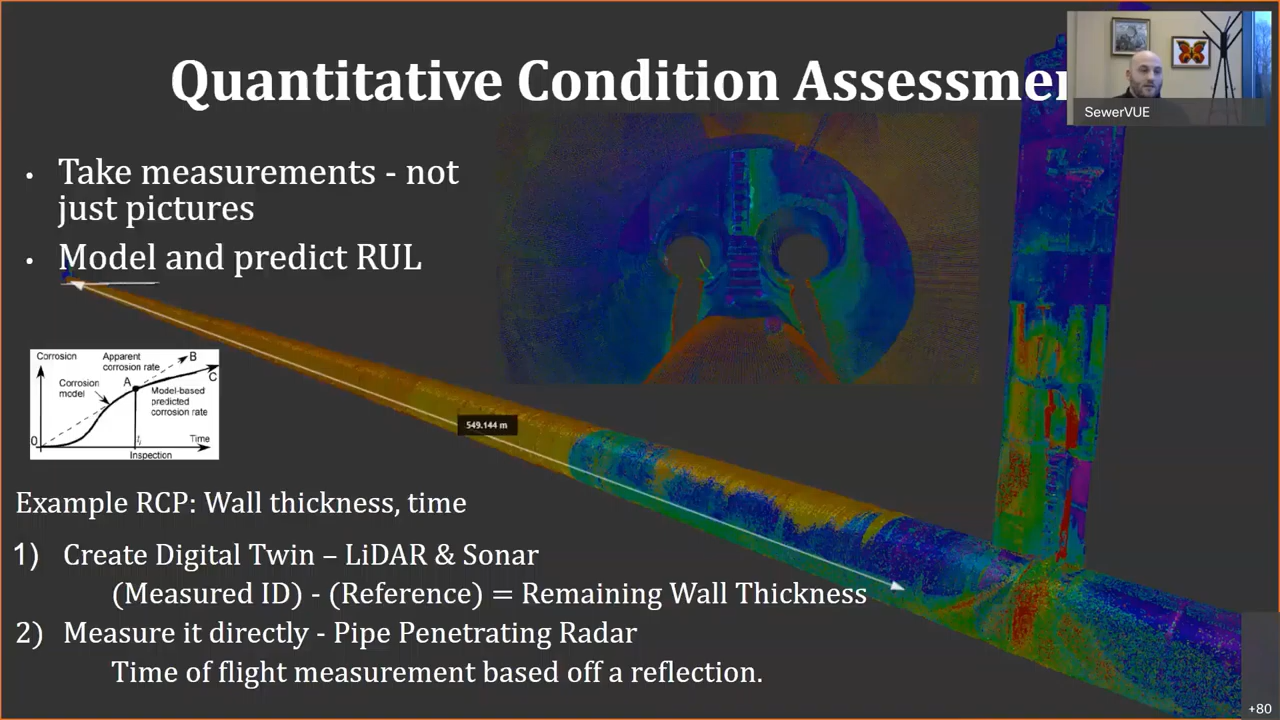 Quantitative Condition Assessmen
SewerVUE
• Take measurements - not
just pictures
• Model and predict RUL
Corrosion
Apparent
corrosion rate
B
C
A
Corrosion
model
Model-based
predicted
corrosion rate
0
Time
Inspection
549.144 m
Example RCP: Wall thickness, time
1) Create Digital Twin – LiDAR & Sonar
(Measured ID) - (Reference) = Remaining Wall Thickness
2) Measure it directly - Pipe Penetrating Radar
Time of flight measurement based off a reflection.
+80